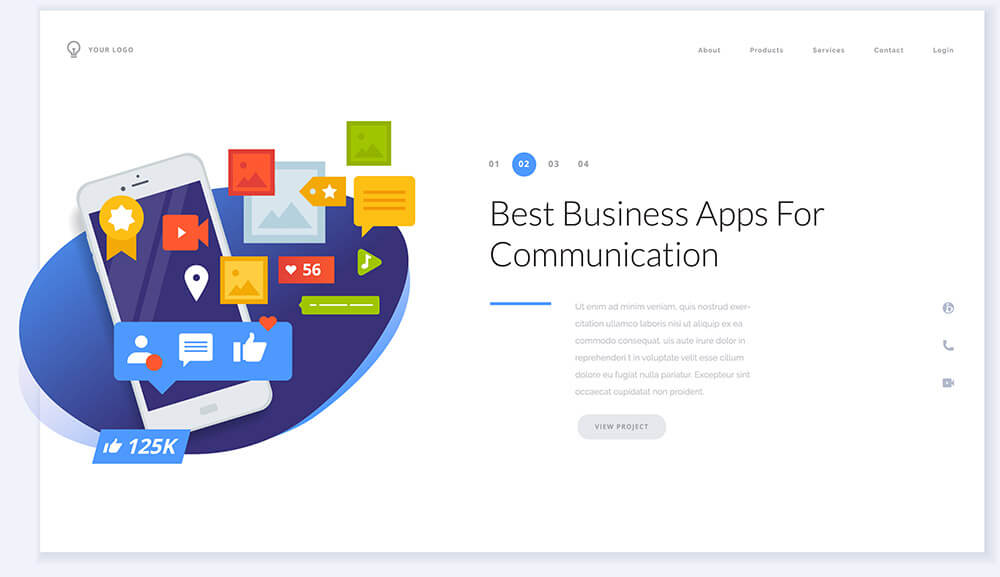 YOUR LOGO
About Products Services Contact Login
01 02 03 04
Best Business Apps For
Communication
Ut enim ad minim veniam, quis nostrud exer-
citation ullamco laboris nisi ut aliquip ex ea
commodo consequat. uis aute irure dolor in
reprehenderi t in voluptate velit esse cillum
dolore eu fugiat nulla pariatur. Excepteur sint
occaecat cupidatat non proident.
VIEW PROJECT
56
125K